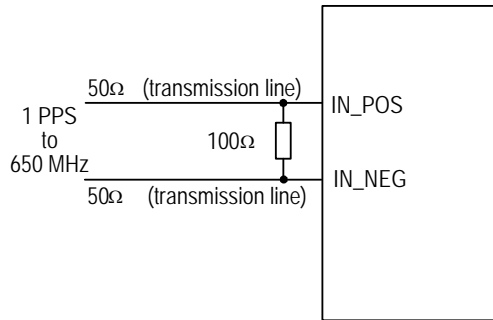 50Ω (transmission line)
IN_POS
1 PPS
to
650 MHz
100Ω
IN_NEG
50Ω (transmission line)